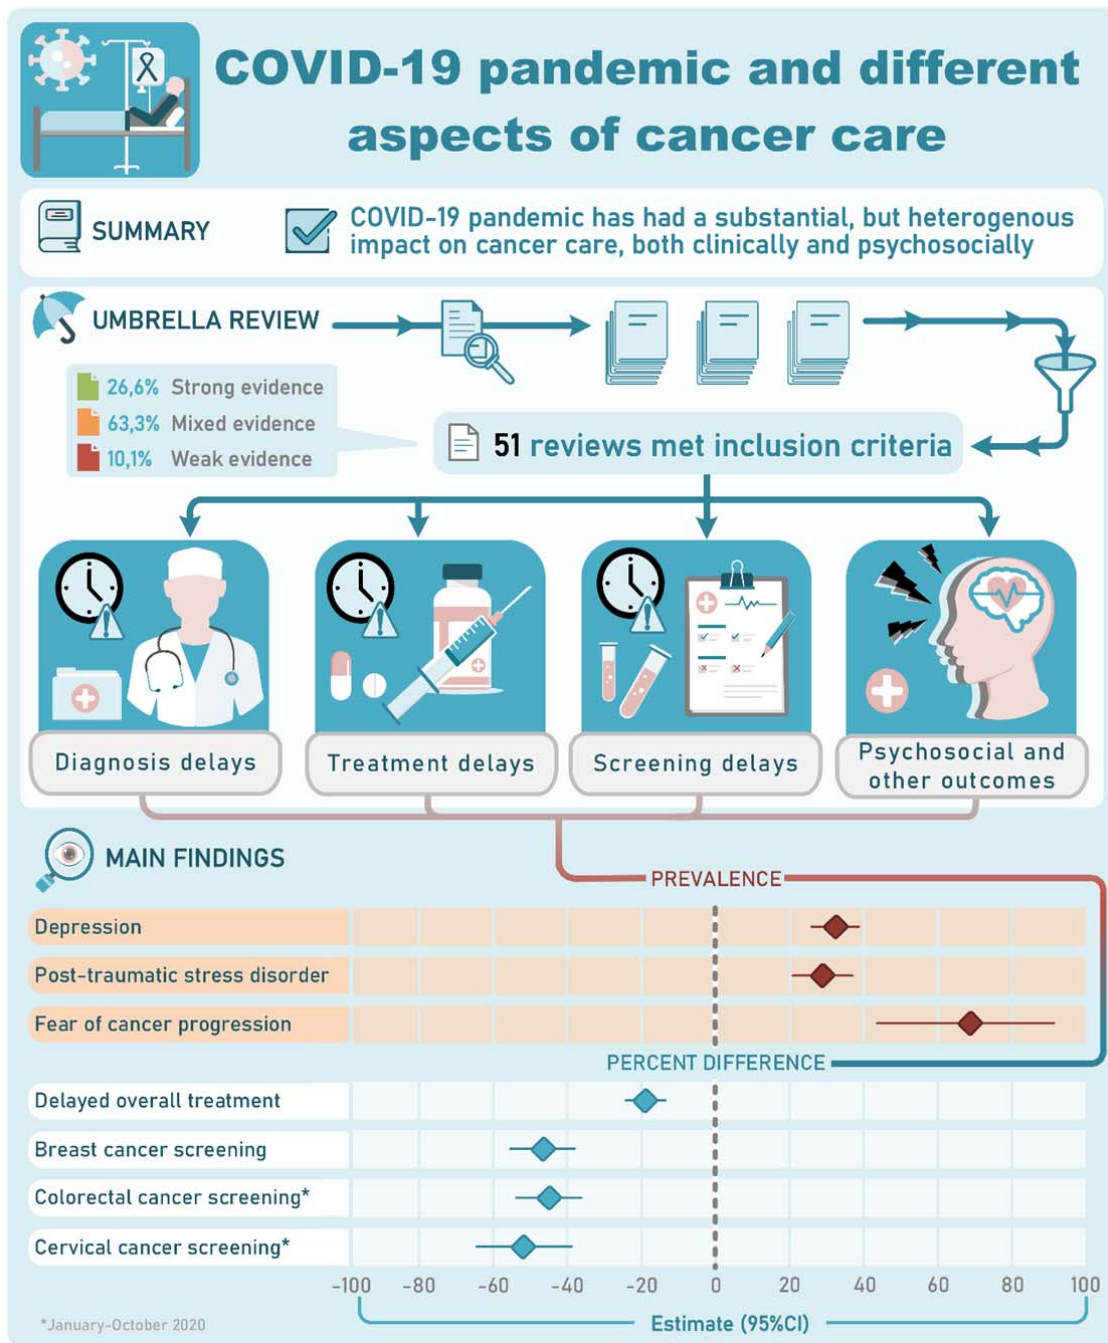 COVID-19 pandemic and different
aspects of cancer care
SUMMARY
COVID-19 pandemic has had a substantial, but heterogenous
impact on cancer care, both clinically and psychosocially
UMBRELLA REVIEW
26,6% Strong evidence
63,3% Mixed evidence
10,1% Weak evidence
51 reviews met inclusion criteria
Diagnosis delays
Treatment delays
Screening delays
Psychosocial and
other outcomes
MAIN FINDINGS
PREVALENCE
Depression
Post-traumatic stress disorder
Fear of cancer progression
PERCENT DIFFERENCE
Delayed overall treatment
Breast cancer screening
Colorectal cancer screening*
Cervical cancer screening*
-100 -80 -60 -40 -20 0 20 40 60 80 100
*January-October 2020
Estimate (95%CI)